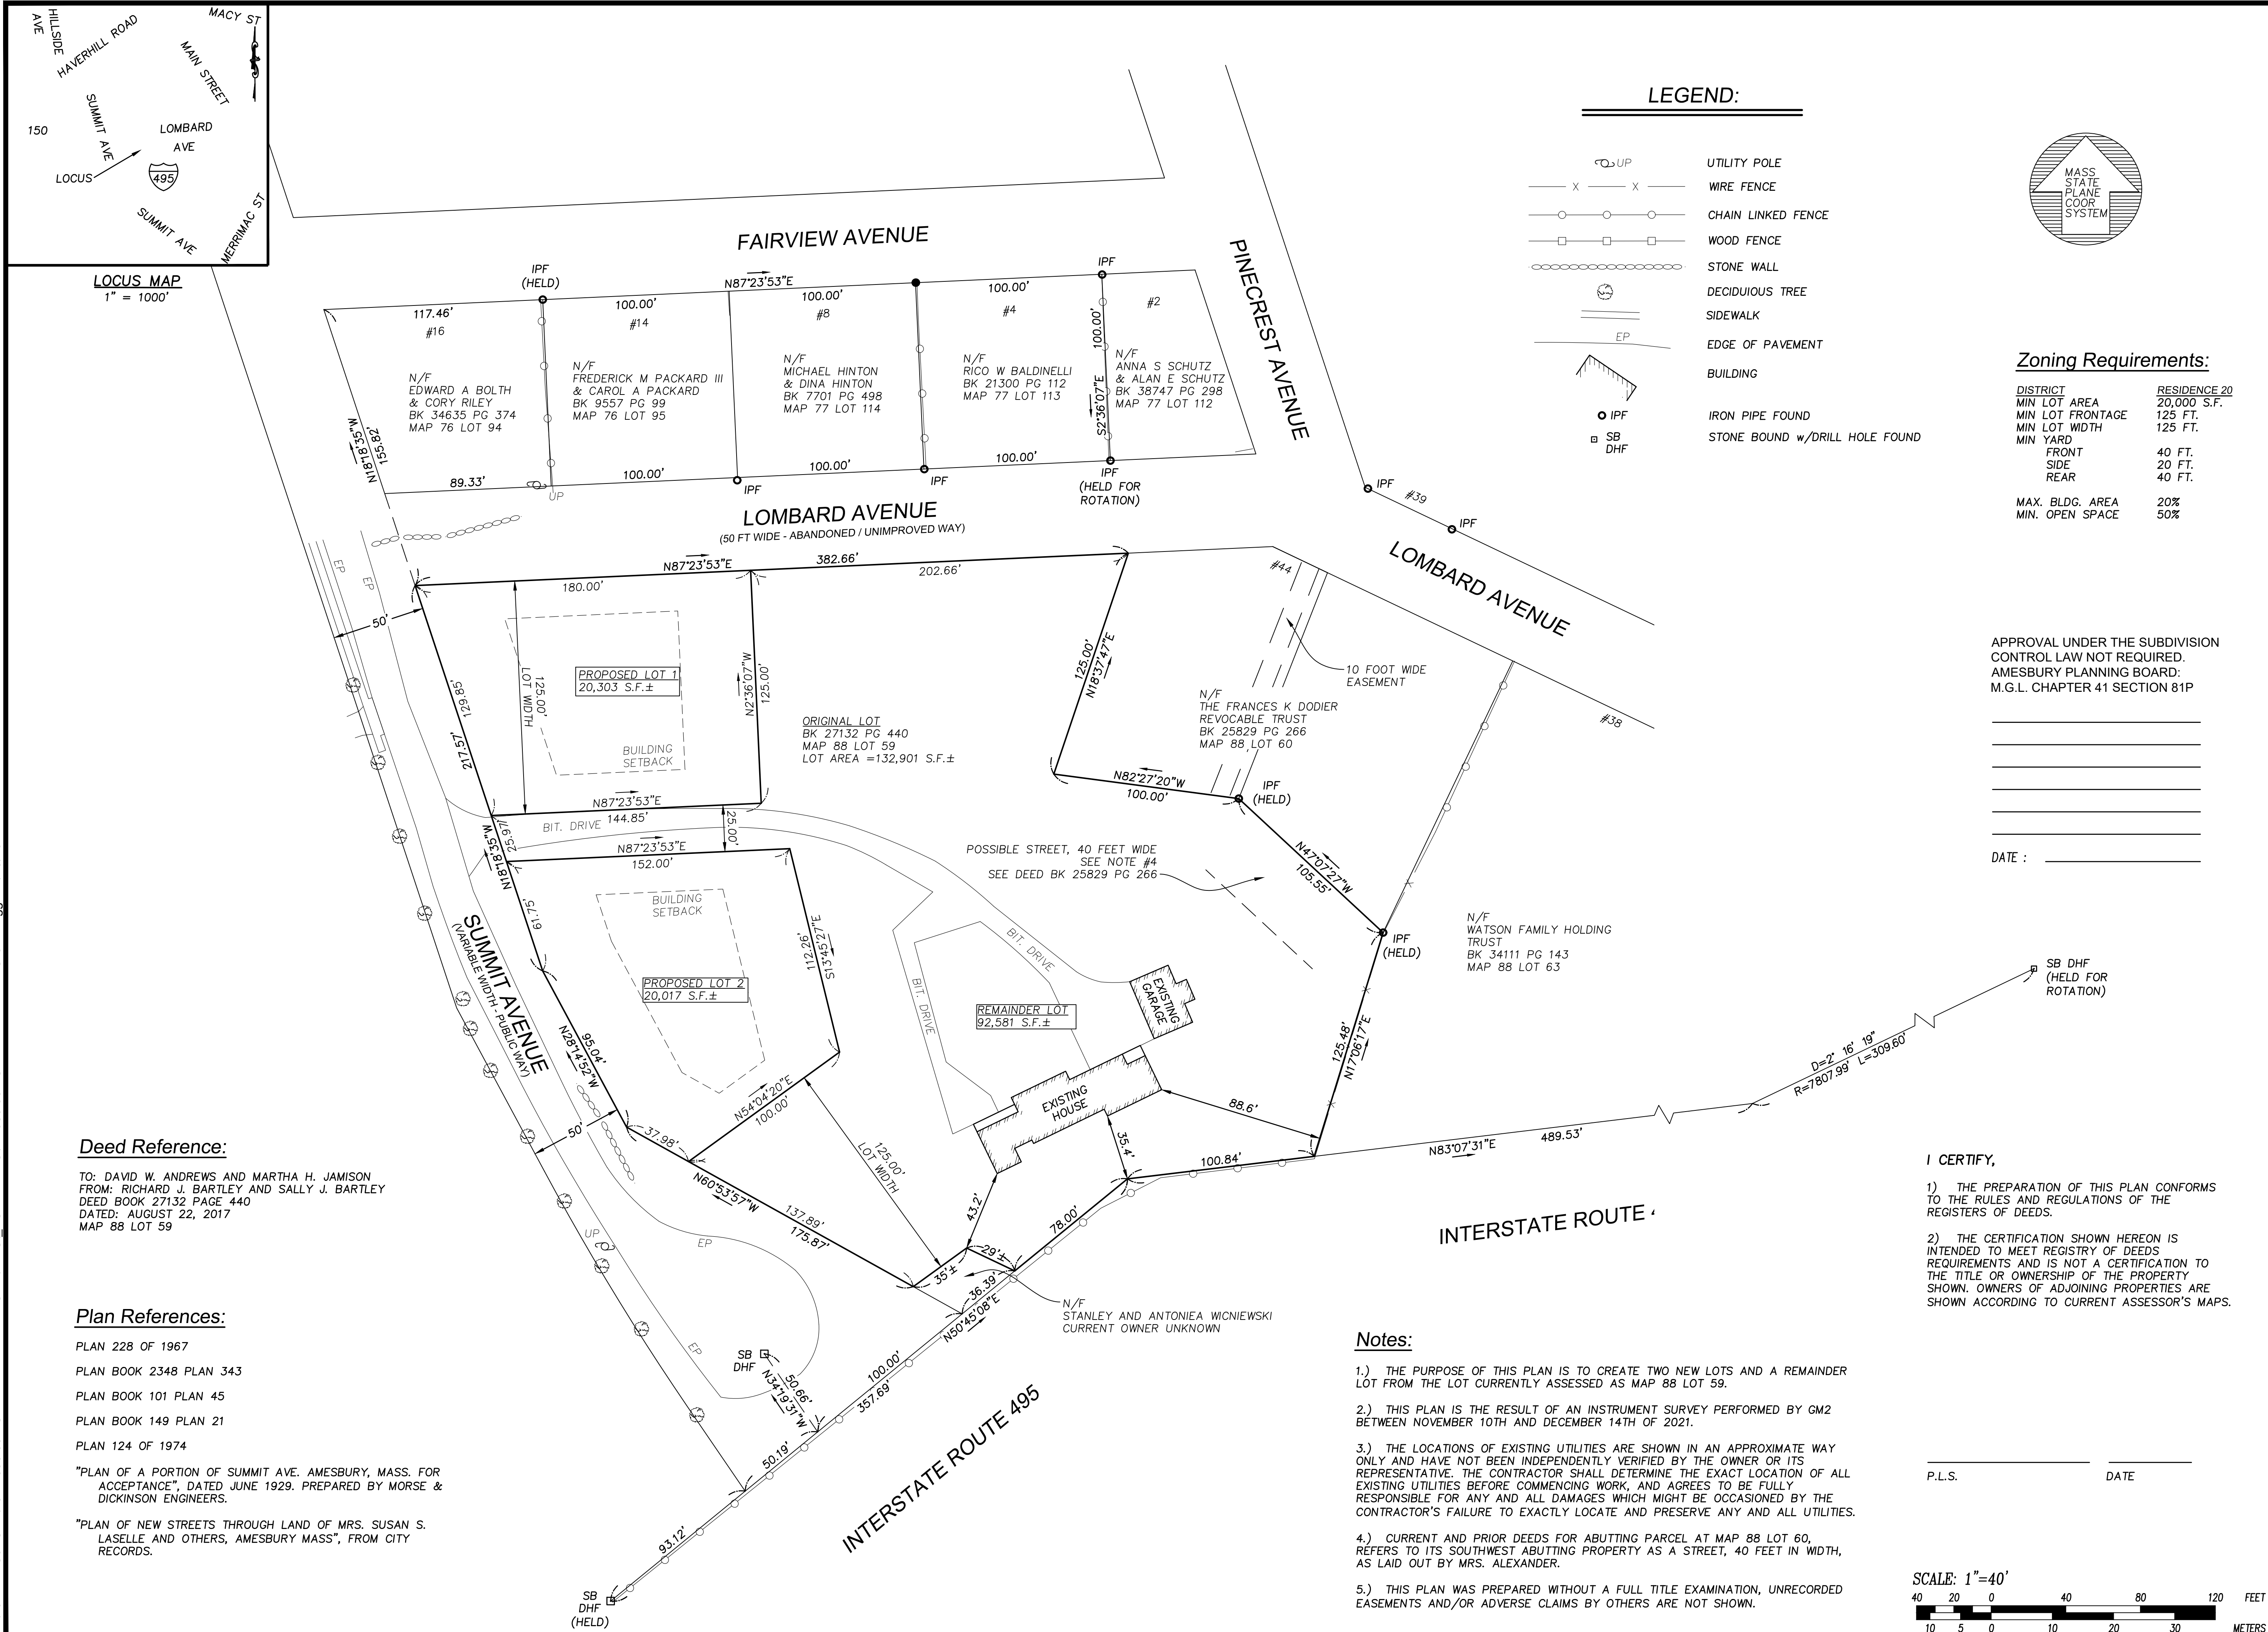 HILLSIDE
AVE
HAVERHILL ROAD
MACY ST
MAIN STREET
SUMMIT AVE
150
LOMBARD
AVE
LOCUS
495
SUMMIT AVE
MERRIMAC ST
LOCUS MAP
1" = 1000'
LEGEND:
UP
UTILITY POLE
X X
WIRE FENCE
CHAIN LINKED FENCE
WOOD FENCE
STONE WALL
DECIDUIOUS TREE
SIDEWALK
EP
EDGE OF PAVEMENT
BUILDING
IPF
IRON PIPE FOUND
SB
DHF
STONE BOUND w/DRILL HOLE FOUND
MASS
STATE
PLANE
COOR
SYSTEM
Zoning Requirements:
DISTRICT RESIDENCE 20
MIN LOT AREA 20,000 S.F.
MIN LOT FRONTAGE 125 FT.
MIN LOT WIDTH 125 FT.
MIN YARD
FRONT 40 FT.
SIDE 20 FT.
REAR 40 FT.
MAX. BLDG. AREA 20%
MIN. OPEN SPACE 50%
APPROVAL UNDER THE SUBDIVISION
CONTROL LAW NOT REQUIRED.
AMESBURY PLANNING BOARD:
M.G.L. CHAPTER 41 SECTION 81P
DATE :
FAIRVIEW AVENUE
PINECREST AVENUE
IPF
(HELD)
N87°23'53"E
IPF
117.46'
100.00'
100.00'
100.00'
#16
#14
#8
#4
#2
N/F
EDWARD A BOLTH
& CORY RILEY
BK 34635 PG 374
MAP 76 LOT 94
N/F
FREDERICK M PACKARD III
& CAROL A PACKARD
BK 9557 PG 99
MAP 76 LOT 95
N/F
MICHAEL HINTON
& DINA HINTON
BK 7701 PG 498
MAP 77 LOT 114
N/F
RICO W BALDINELLI
BK 21300 PG 112
MAP 77 LOT 113
100.00'
S2°36'07"E
N/F
ANNA S SCHUTZ
& ALAN E SCHUTZ
BK 38747 PG 298
MAP 77 LOT 112
N18°18'35"W
155.82'
89.33'
100.00'
100.00'
100.00'
UP
IPF
IPF
IPF
(HELD FOR
ROTATION)
IPF
#39
IPF
LOMBARD AVENUE
(50 FT WIDE - ABANDONED / UNIMPROVED WAY)
LOMBARD AVENUE
EP
EP
N87°23'53"E
382.66'
180.00'
202.66'
#44
50'
125.00'
LOT WIDTH
PROPOSED LOT 1
20,303 S.F.±
N2°36'07"W
125.00'
BUILDING
SETBACK
ORIGINAL LOT
BK 27132 PG 440
MAP 88 LOT 59
LOT AREA =132,901 S.F.±
125.00'
N18°37'47"E
10 FOOT WIDE
EASEMENT
N/F
THE FRANCES K DODIER
REVOCABLE TRUST
BK 25829 PG 266
MAP 88 LOT 60
#38
129.85'
217.57'
N82°27'20"W
100.00'
IPF
(HELD)
N87°23'53"E
144.85'
BIT. DRIVE
25.00'
25.97'
N18°18'35"W
N87°23'53"E
152.00'
POSSIBLE STREET, 40 FEET WIDE
SEE NOTE #4
SEE DEED BK 25829 PG 266
N47°07'27"W
105.55'
61.75'
BUILDING
SETBACK
112.26'
S13°45'27"E
PROPOSED LOT 2
20,017 S.F.±
BIT. DRIVE
BIT. DRIVE
REMAINDER LOT
92,581 S.F.±
EXISTING
GARAGE
EXISTING
HOUSE
IPF
(HELD)
N/F
WATSON FAMILY HOLDING
TRUST
BK 34111 PG 143
MAP 88 LOT 63
SB DHF
(HELD FOR
ROTATION)
SUMMIT AVENUE
(VARIABLE WIDTH - PUBLIC WAY)
95.04'
N28°14'52"W
N54°04'20"E
100.00'
125.48'
N17°06'17"E
D=2° 16' 19"
R=7807.99' L=309.60'
88.6'
35.4'
50'
37.98'
125.00'
LOT WIDTH
100.84'
N83°07'31"E
489.53'
N60°53'57"W
137.89'
175.87'
43.2'
78.00'
35'±
29'±
36.39'
N50°45'08"E
UP
EP
EP
N/F
STANLEY AND ANTONIEA WICNIEWSKI
CURRENT OWNER UNKNOWN
INTERSTATE ROUTE
SB
DHF
50.66'
N34°19'31"W
100.00'
357.69'
50.19'
93.12'
INTERSTATE ROUTE 495
SB
DHF
(HELD)
Deed Reference:
TO: DAVID W. ANDREWS AND MARTHA H. JAMISON
FROM: RICHARD J. BARTLEY AND SALLY J. BARTLEY
DEED BOOK 27132 PAGE 440
DATED: AUGUST 22, 2017
MAP 88 LOT 59
Plan References:
PLAN 228 OF 1967
PLAN BOOK 2348 PLAN 343
PLAN BOOK 101 PLAN 45
PLAN BOOK 149 PLAN 21
PLAN 124 OF 1974
"PLAN OF A PORTION OF SUMMIT AVE. AMESBURY, MASS. FOR
ACCEPTANCE", DATED JUNE 1929. PREPARED BY MORSE &
DICKINSON ENGINEERS.
"PLAN OF NEW STREETS THROUGH LAND OF MRS. SUSAN S.
LASELLE AND OTHERS, AMESBURY MASS", FROM CITY
RECORDS.
Notes:
1.) THE PURPOSE OF THIS PLAN IS TO CREATE TWO NEW LOTS AND A REMAINDER
LOT FROM THE LOT CURRENTLY ASSESSED AS MAP 88 LOT 59.
2.) THIS PLAN IS THE RESULT OF AN INSTRUMENT SURVEY PERFORMED BY GM2
BETWEEN NOVEMBER 10TH AND DECEMBER 14TH OF 2021.
3.) THE LOCATIONS OF EXISTING UTILITIES ARE SHOWN IN AN APPROXIMATE WAY
ONLY AND HAVE NOT BEEN INDEPENDENTLY VERIFIED BY THE OWNER OR ITS
REPRESENTATIVE. THE CONTRACTOR SHALL DETERMINE THE EXACT LOCATION OF ALL
EXISTING UTILITIES BEFORE COMMENCING WORK, AND AGREES TO BE FULLY
RESPONSIBLE FOR ANY AND ALL DAMAGES WHICH MIGHT BE OCCASIONED BY THE
CONTRACTOR'S FAILURE TO EXACTLY LOCATE AND PRESERVE ANY AND ALL UTILITIES.
4.) CURRENT AND PRIOR DEEDS FOR ABUTTING PARCEL AT MAP 88 LOT 60,
REFERS TO ITS SOUTHWEST ABUTTING PROPERTY AS A STREET, 40 FEET IN WIDTH,
AS LAID OUT BY MRS. ALEXANDER.
5.) THIS PLAN WAS PREPARED WITHOUT A FULL TITLE EXAMINATION, UNRECORDED
EASEMENTS AND/OR ADVERSE CLAIMS BY OTHERS ARE NOT SHOWN.
I CERTIFY,
1) THE PREPARATION OF THIS PLAN CONFORMS
TO THE RULES AND REGULATIONS OF THE
REGISTERS OF DEEDS.
2) THE CERTIFICATION SHOWN HEREON IS
INTENDED TO MEET REGISTRY OF DEEDS
REQUIREMENTS AND IS NOT A CERTIFICATION TO
THE TITLE OR OWNERSHIP OF THE PROPERTY
SHOWN. OWNERS OF ADJOINING PROPERTIES ARE
SHOWN ACCORDING TO CURRENT ASSESSOR'S MAPS.
P.L.S. DATE
SCALE: 1"=40'
40 20 0 40 80 120 FEET
10 5 0 10 20 30 METERS